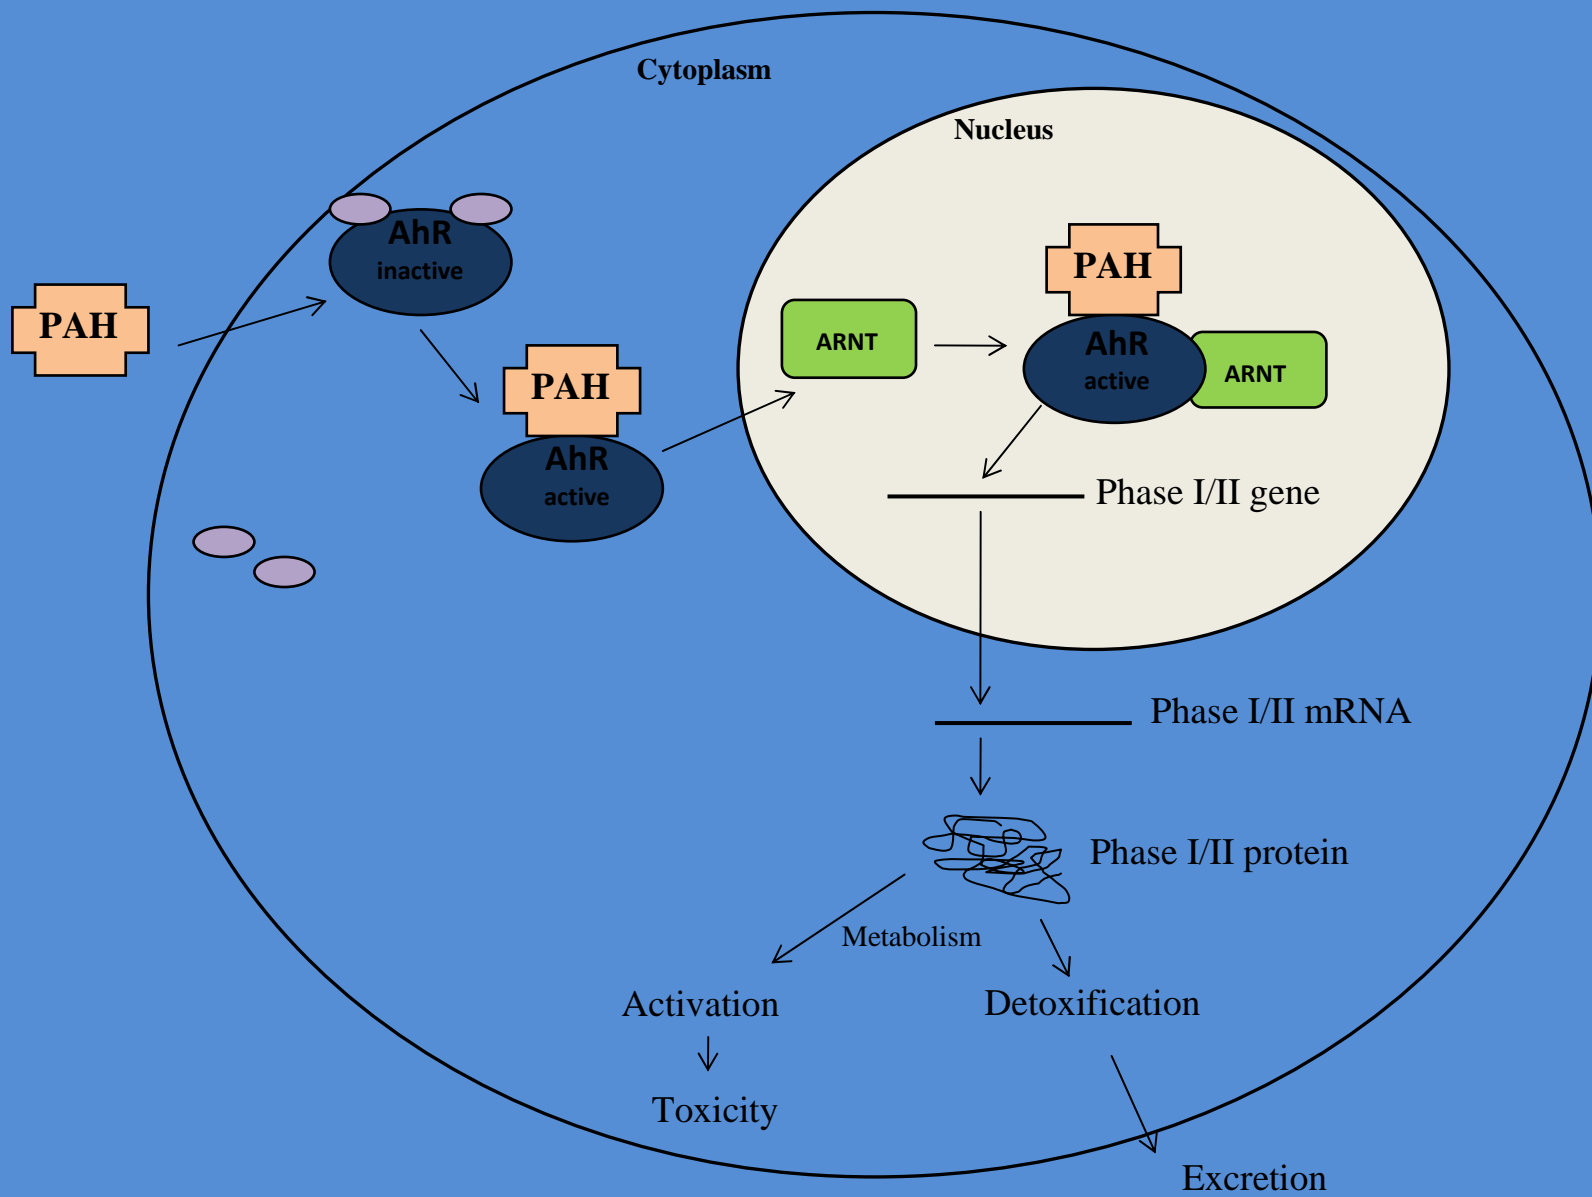 Cytoplasm
Nucleus
AhR
inactive
PAH
PAH
AhR
active
ARNT
PAH
AhR
active
ARNT
Phase I/II gene
Phase I/II mRNA
Phase I/II protein
Metabolism
Activation
Detoxification
Toxicity
Excretion